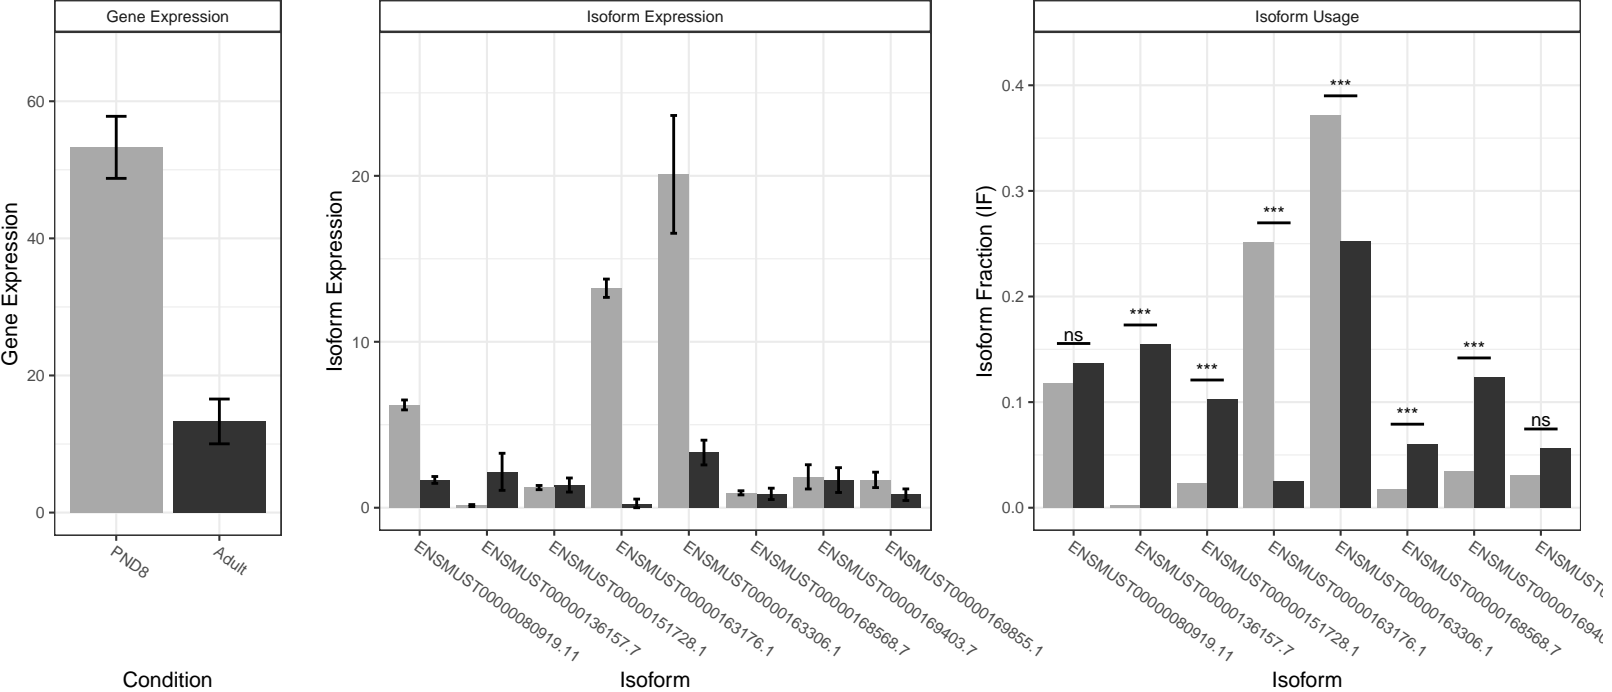 Gene Expression
Isoform Expression
Isoform Usage
Gene Expression
60
40
20
0
PND8
Adult
Condition
Isoform Expression
20
10
0
ENSMUST00000080919.11
ENSMUST00000136157.7
ENSMUST00000151728.1
ENSMUST00000163176.1
ENSMUST00000163306.1
ENSMUST00000168568.7
ENSMUST00000169403.7
ENSMUST00000169855.1
Isoform
Isoform Fraction (IF)
0.4
0.3
0.2
0.1
0.0
ns
***
***
***
***
***
***
ns
ENSMUST00000080919.11
ENSMUST00000136157.7
ENSMUST00000151728.1
ENSMUST00000163176.1
ENSMUST00000163306.1
ENSMUST00000168568.7
Isoform